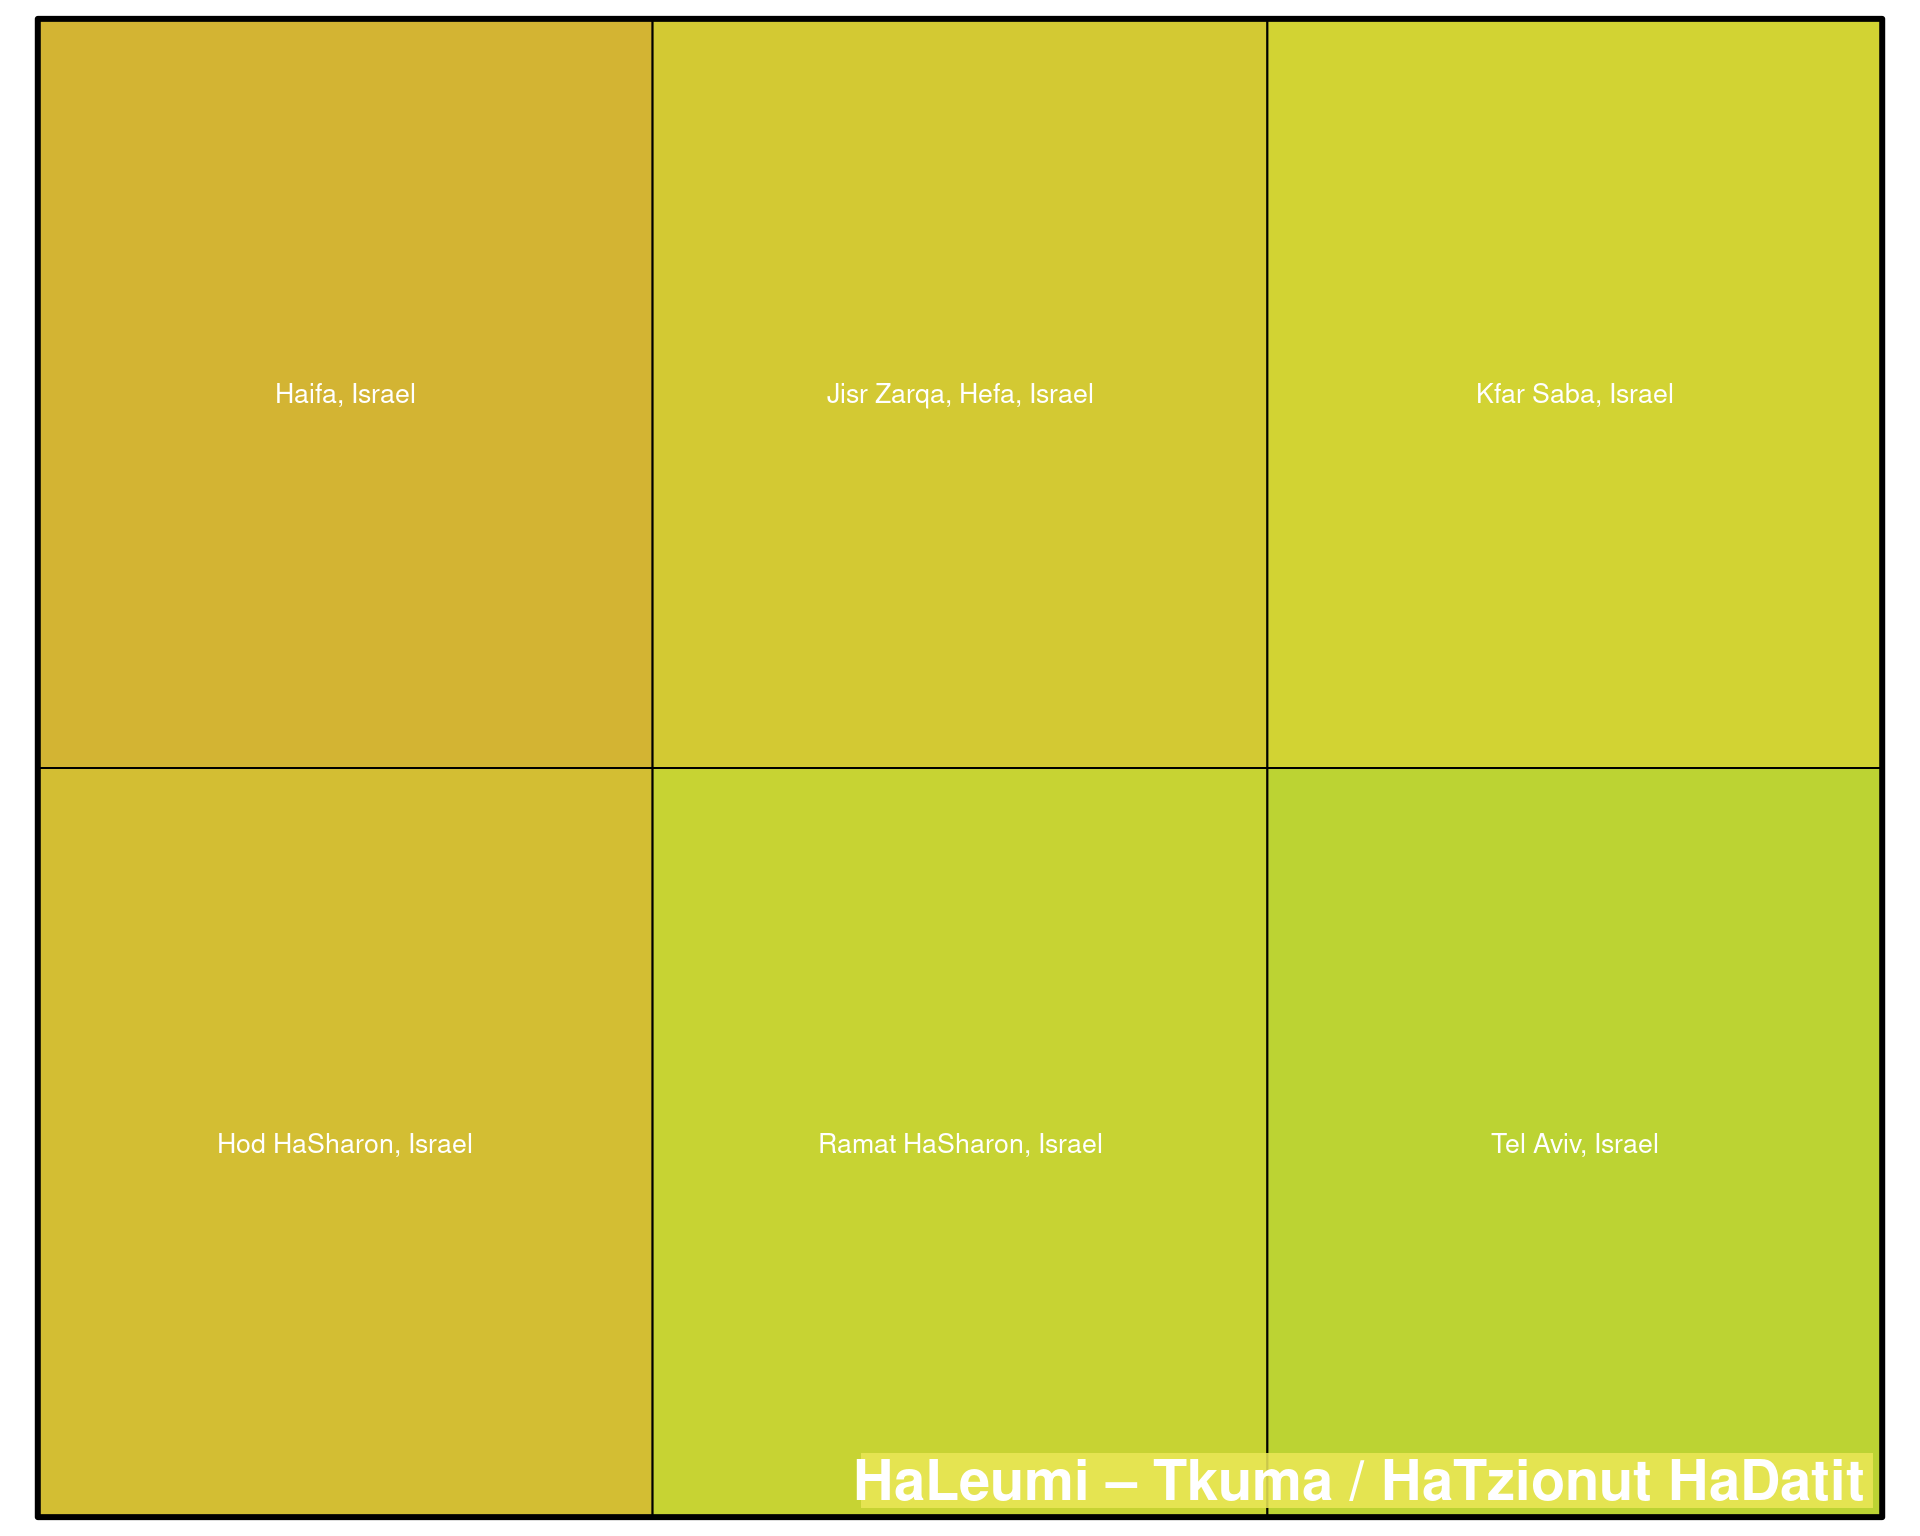 Haifa, Israel
Jisr Zarqa, Hefa, Israel
Kfar Saba, Israel
Hod HaSharon, Israel
Ramat HaSharon, Israel
Tel Aviv, Israel
HaLeumi – Tkuma / HaTzionut HaDatit